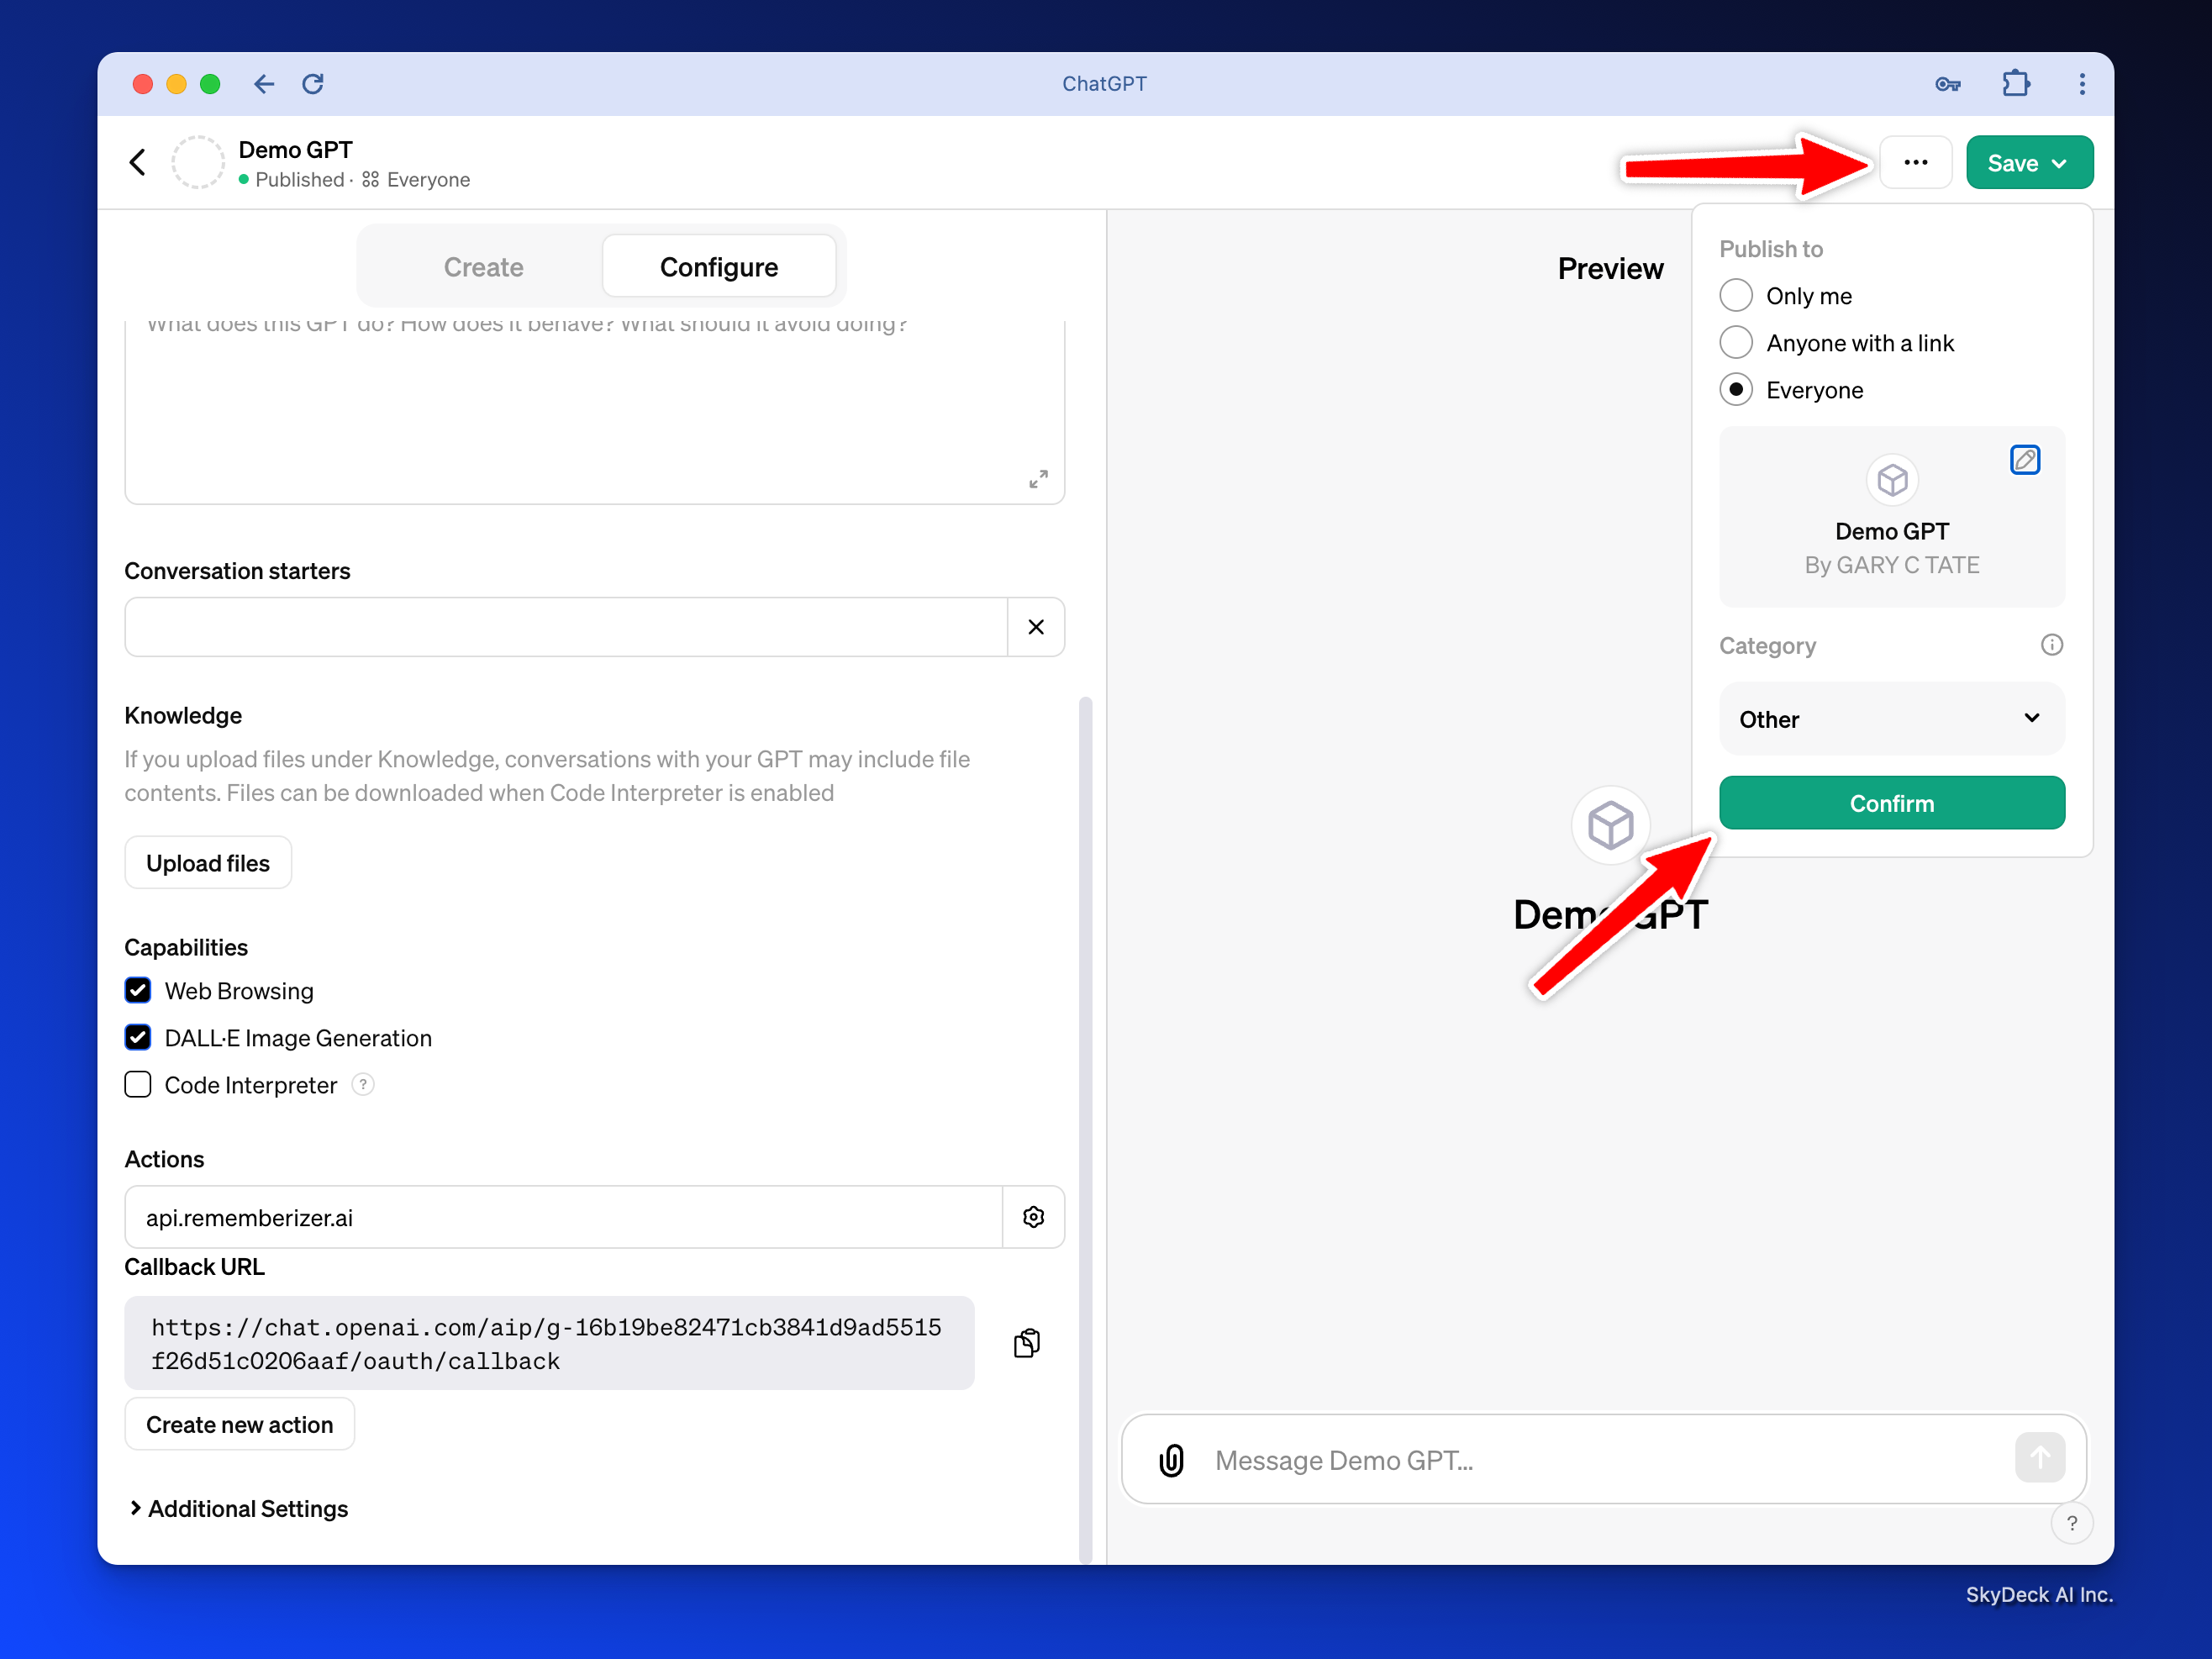 ChatGPT
Demo GPT
Published · Everyone
Save
Create
Configure
What does this GPT do? How does it behave? What should it avoid doing?
Conversation starters
Knowledge
If you upload files under Knowledge, conversations with your GPT may include file
contents. Files can be downloaded when Code Interpreter is enabled
Upload files
Capabilities
Web Browsing
DALL·E Image Generation
Code Interpreter ?
Actions
api.rememberizer.ai
Callback URL
https://chat.openai.com/aip/g-16b19be82471cb3841d9ad5515
f26d51c0206aaf/oauth/callback
Create new action
Additional Settings
Preview
Publish to
Only me
Anyone with a link
Everyone
Demo GPT
By GARY C TATE
Category
Other
Confirm
Demo GPT
Message Demo GPT…
?
SkyDeck AI Inc.